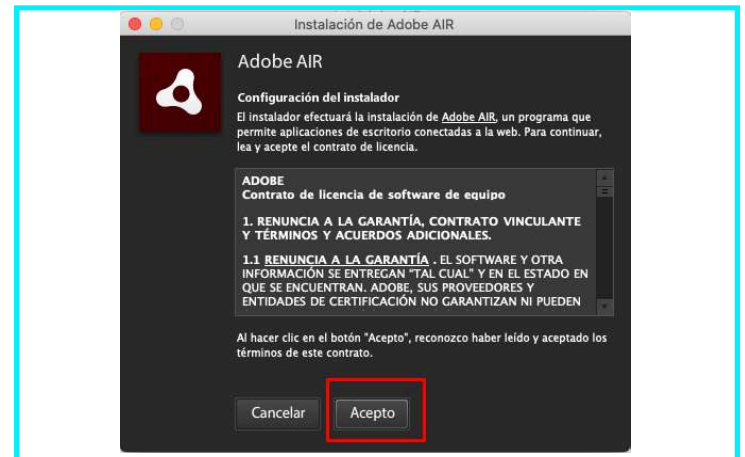 Instalación de Adobe AIR
Adobe AIR
Configuración del instalador
El instalador efectuará la instalación de Adobe AIR, un programa que
permite aplicaciones de escritorio conectadas a la web. Para continuar,
lea y acepte el contrato de licencia.
ADOBE
Contrato de licencia de software de equipo
1. RENUNCIA A LA GARANTÍA, CONTRATO VINCULANTE
Y TÉRMINOS Y ACUERDOS ADICIONALES.
1.1 RENUNCIA A LA GARANTÍA . EL SOFTWARE Y OTRA
INFORMACIÓN SE ENTREGAN "TAL CUAL" Y EN EL ESTADO EN
QUE SE ENCUENTRAN. ADOBE, SUS PROVEEDORES Y
ENTIDADES DE CERTIFICACIÓN NO GARANTIZAN NI PUEDEN
Al hacer clic en el botón "Acepto", reconozco haber leído y aceptado los
términos de este contrato.
Cancelar
Acepto